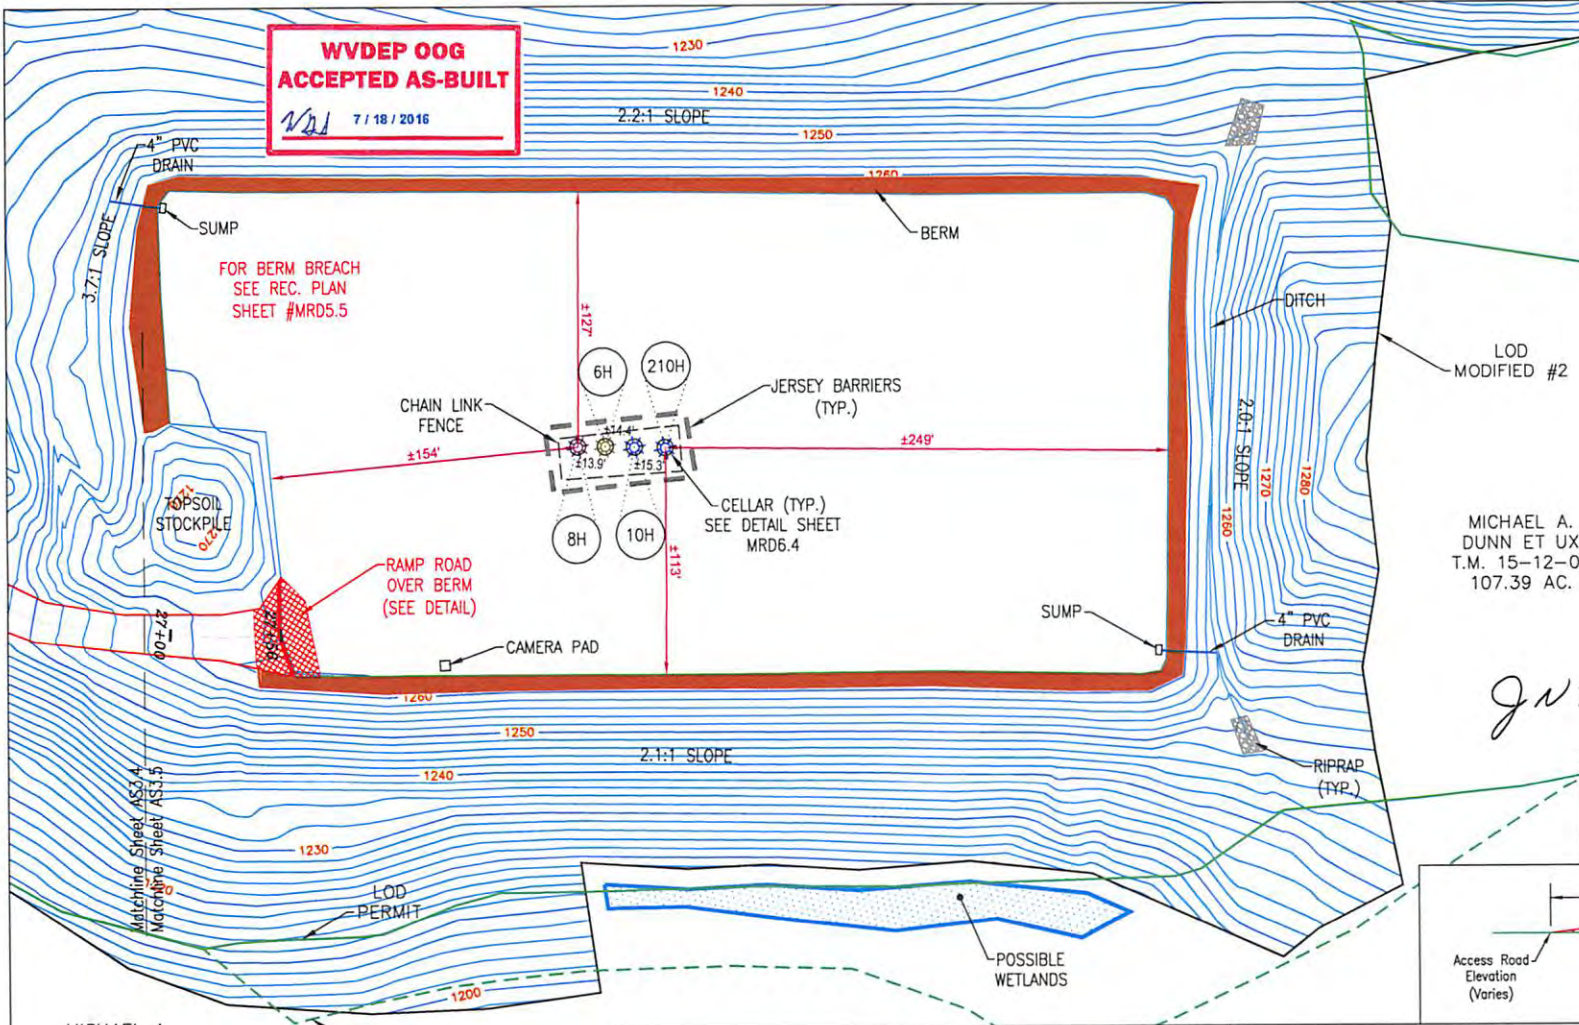 WVDEP OOG
ACCEPTED AS-BUILT
7 / 18 / 2016
1230
1240
2.2:1 SLOPE
1250
4" PVC
DRAIN
1260
SUMP
3.7:1 SLOPE
BERM
FOR BERM BREACH
SEE REC. PLAN
SHEET #MRD5.5
DITCH
±127'
LOD
MODIFIED #2
6H
210H
JERSEY BARRIERS
(TYP.)
CHAIN LINK
FENCE
±14.4'
±154'
±13.9'
±15.3'
±249'
2.0:1 SLOPE
1270
1280
1260
TOPSOIL
STOCKPILE
1270
CELLAR (TYP.)
SEE DETAIL SHEET
MRD6.4
8H
10H
±113'
MICHAEL A.
DUNN ET UX
T.M. 15-12-0
107.39 AC.
RAMP ROAD
OVER BERM
(SEE DETAIL)
27+00
SUMP
4" PVC
DRAIN
CAMERA PAD
1260
1250
2.1:1 SLOPE
1240
RIPRAP
(TYP.)
Matchline Sheet AS3.4
Matchline Sheet AS3.5
1230
LOD
PERMIT
POSSIBLE
WETLANDS
1200
Access Road
Elevation
(Varies)